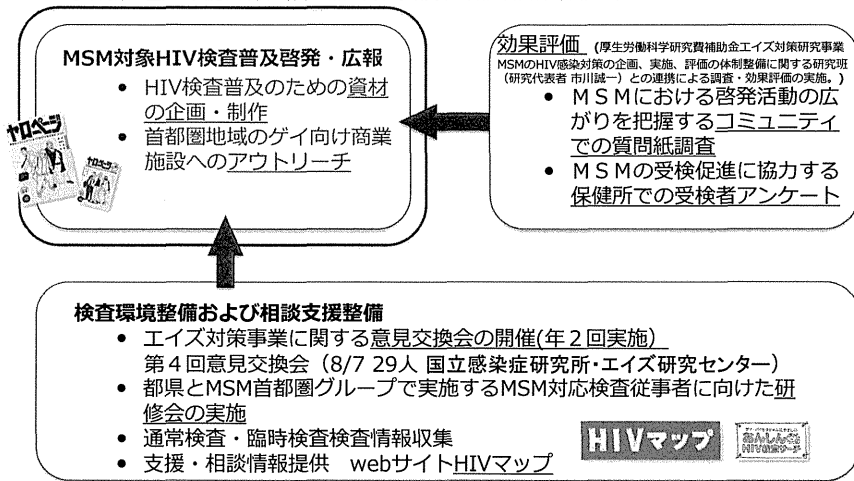 MSM対象HIV検査普及啓発・広報
• HIV検査普及のための資材
の企画・制作
• 首都圏地域のゲイ向け商業
施設へのアウトリーチ
ヤローページ
効果評価 (厚生労働科学研究費補助金エイズ対策研究事業
MSMのHIV感染対策の企画、実施、評価の体制整備に関する研究班
(研究代表者 市川誠一）との連携による調査・効果評価の実施。)
• ＭＳＭにおける啓発活動の広
がりを把握するコミュニティ
での質問紙調査
• ＭＳＭの受検促進に協力する
保健所での受検者アンケート
検査環境整備および相談支援整備
• エイズ対策事業に関する意見交換会の開催(年２回実施）
第４回意見交換会（8/7 29人 国立感染症研究所・エイズ研究センター）
• 都県とMSM首都圏グループで実施するMSM対応検査従事者に向けた研
修会の実施
• 通常検査・臨時検査検査情報収集
• 支援・相談情報提供 webサイトHIVマップ
HIVマップ
あんしんHIV検査サーチ